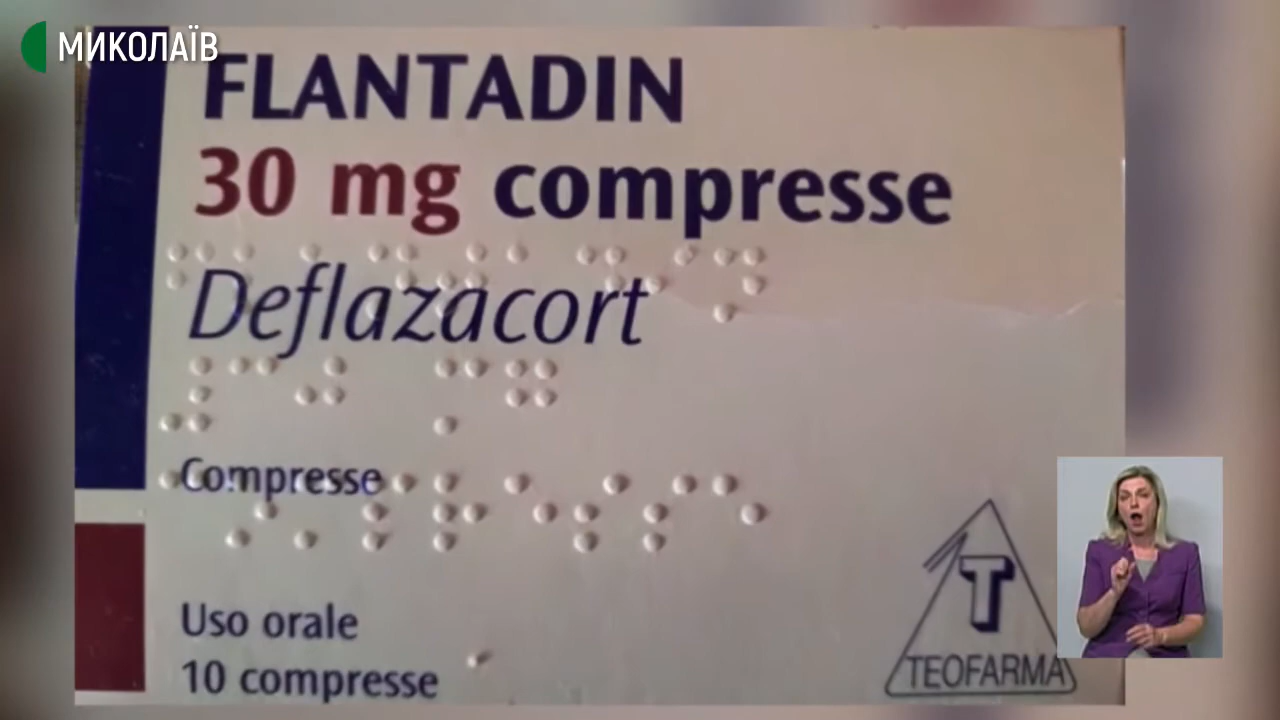 МИКОЛАЇВ
FLANTADIN
30 mg compresse
Deflazacort
Compresse
Uso orale
10 compresse
T
TEOFARMA